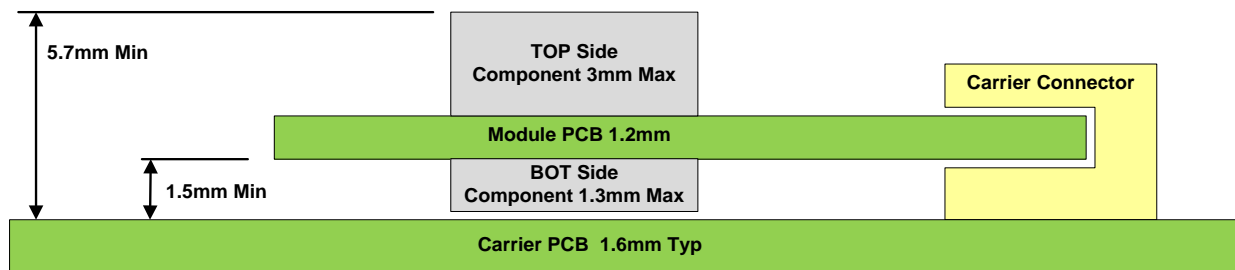 5.7mm Min
TOP Side
Component 3mm Max
Carrier Connector
Module PCB 1.2mm
BOT Side
Component 1.3mm Max
1.5mm Min
Carrier PCB  1.6mm Typ